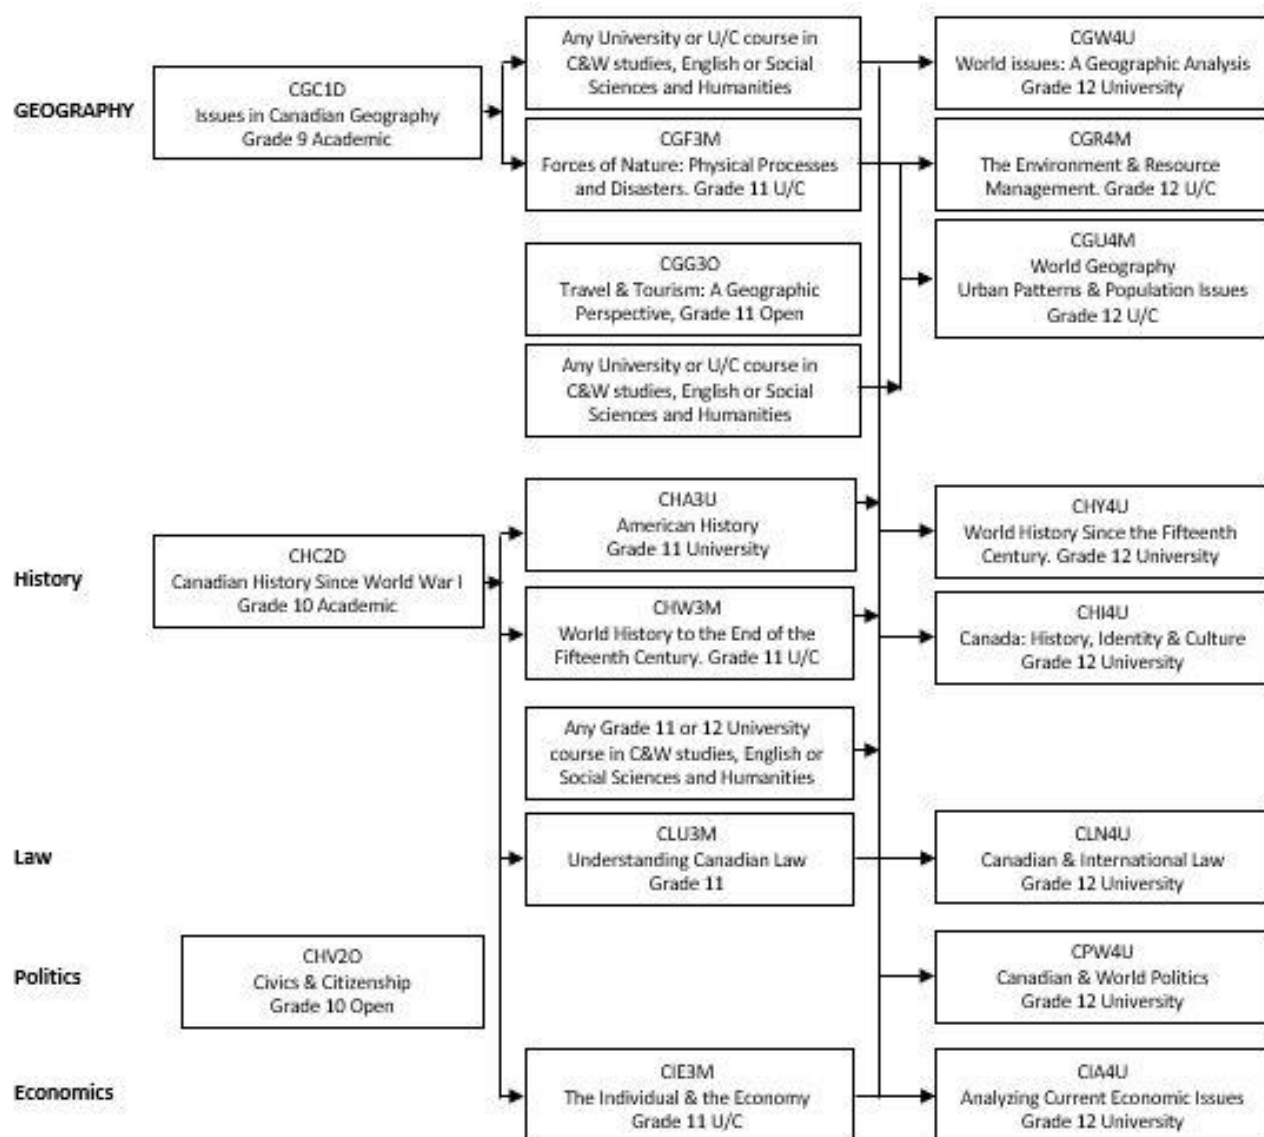 GEOGRAPHY
CGC1D
Issues in Canadian Geography
Grade 9 Academic
Any University or U/C course in
C&W studies, English or Social
Sciences and Humanities
CGW4U
World issues: A Geographic Analysis
Grade 12 University
CGF3M
Forces of Nature: Physical Processes
and Disasters. Grade 11 U/C
CGR4M
The Environment & Resource
Management. Grade 12 U/C
CGG3O
Travel & Tourism: A Geographic
Perspective, Grade 11 Open
CGU4M
World Geography
Urban Patterns & Population Issues
Grade 12 U/C
Any University or U/C course in
C&W studies, English or Social
Sciences and Humanities
History
CHC2D
Canadian History Since World War I
Grade 10 Academic
CHA3U
American History
Grade 11 University
CHY4U
World History Since the Fifteenth
Century. Grade 12 University
CHW3M
World History to the End of the
Fifteenth Century. Grade 11 U/C
CHI4U
Canada: History, Identity & Culture
Grade 12 University
Any Grade 11 or 12 University
course in C&W studies, English or
Social Sciences and Humanities
Law
CLU3M
Understanding Canadian Law
Grade 11
CLN4U
Canadian & International Law
Grade 12 University
Politics
CHV2O
Civics & Citizenship
Grade 10 Open
CPW4U
Canadian & World Politics
Grade 12 University
Economics
CIE3M
The Individual & the Economy
Grade 11 U/C
CIA4U
Analyzing Current Economic Issues
Grade 12 University